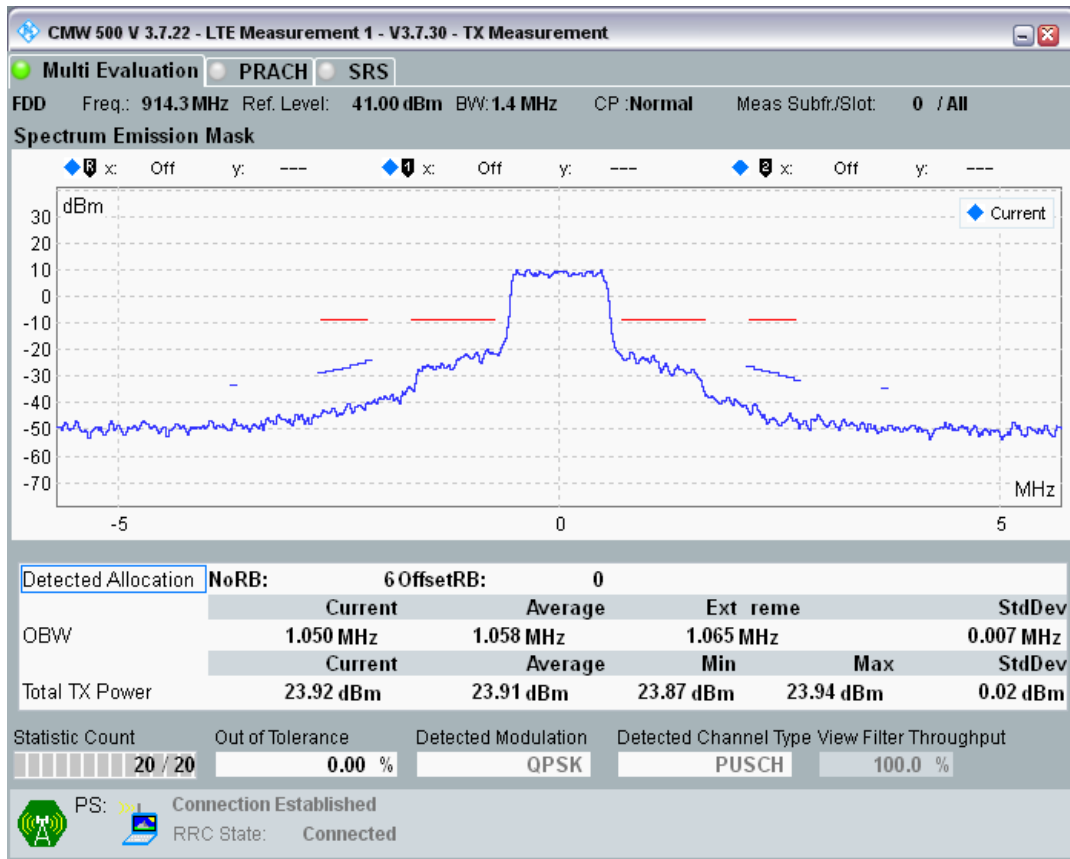 CMW 500 V 3.7.22 - LTE Measurement 1 - V3.7.30 - TX Measurement
Multi Evaluation PRACH SRS
FDD Freq.: 914.3 MHz Ref. Level: 41.00 dBm BW: 1.4 MHz CP :Normal Meas Subfr./Slot: 0 / All
Spectrum Emission Mask
R x: Off y: --- 1 x: Off y: --- 2 x: Off y: ---
dBm
Current
30
20
10
0
-10
-20
-30
-40
-50
-60
-70
MHz
-5 0 5
Detected Allocation NoRB: 6 OffsetRB: 0
Current Average Ext reme StdDev
OBW 1.050 MHz 1.058 MHz 1.065 MHz 0.007 MHz
Current Average Min Max StdDev
Total TX Power 23.92 dBm 23.91 dBm 23.87 dBm 23.94 dBm 0.02 dBm
Statistic Count Out of Tolerance Detected Modulation Detected Channel Type View Filter Throughput
20 / 20 0.00 % QPSK PUSCH 100.0 %
PS: Connection Established
RRC State: Connected